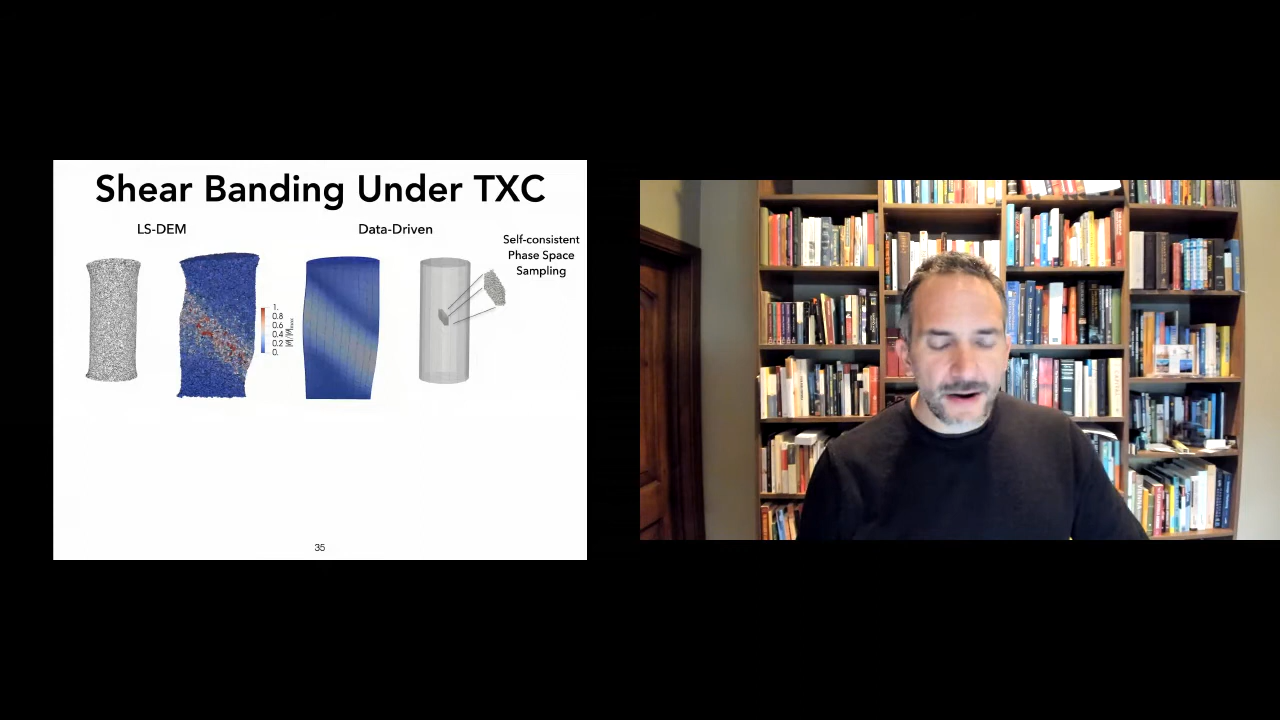 Shear Banding Under TXC
LS-DEM
Data-Driven
Self-consistent
Phase Space
Sampling
1.
0.8
0.6
0.4
0.2
0.
35